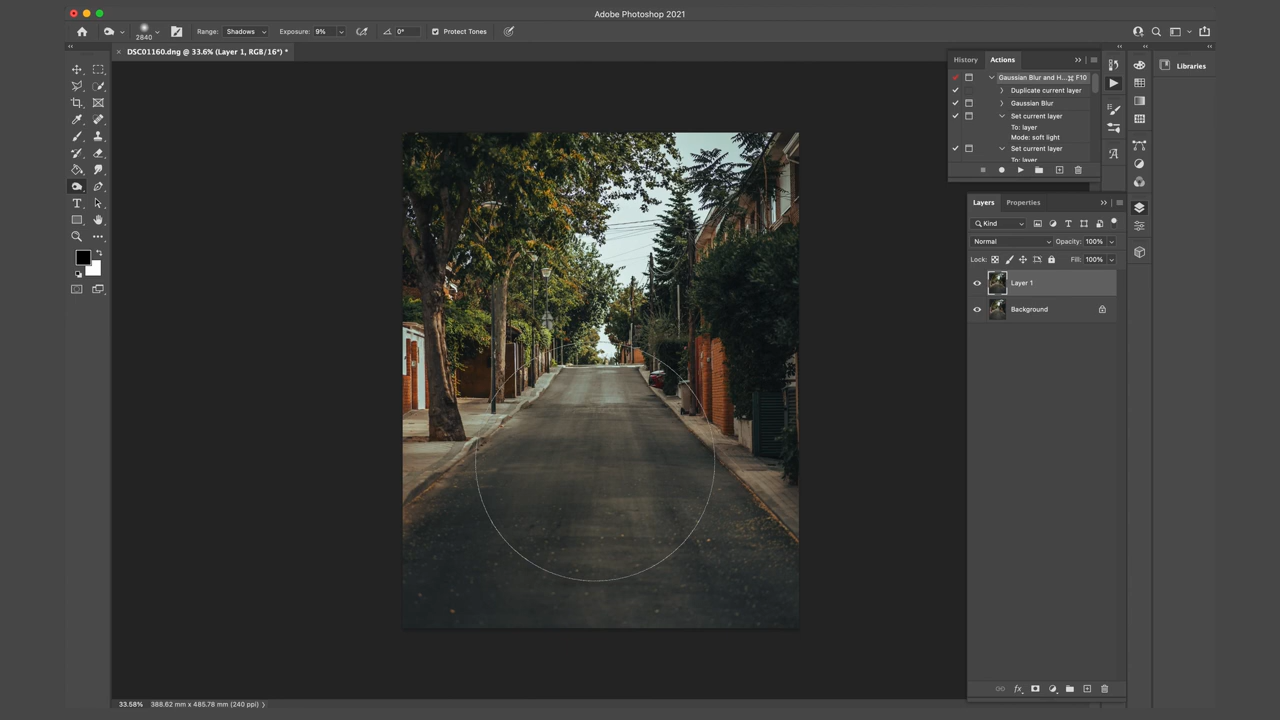 Adobe Photoshop 2021
2840
Range: Shadows
Exposure: 9%
0°
Protect Tones
DSC01160.dng @ 33.6% (Layer 1, RGB/16*) *
History
Actions
Gaussian Blur and H... F10
Duplicate current layer
Gaussian Blur
Set current layer
To: layer
Mode: soft light
Set current layer
To: layer
Libraries
Layers
Properties
Kind
Normal
Opacity: 100%
Lock:
Fill: 100%
Layer 1
Background
fx
33.58%
388.62 mm x 485.78 mm (240 ppi)